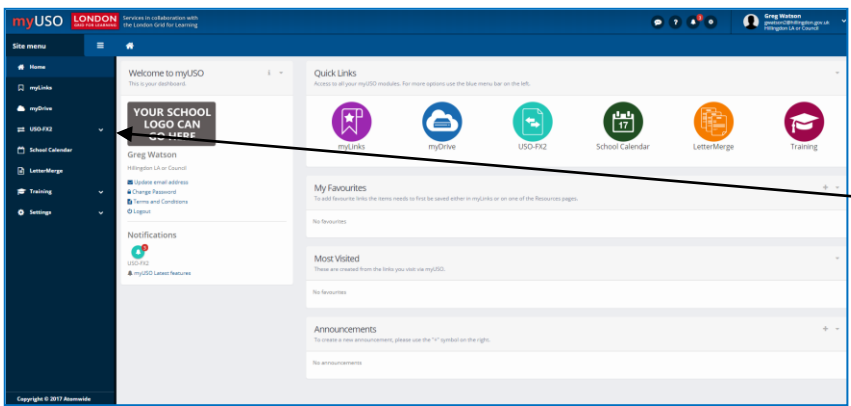 myUSO
LONDON
GRID FOR LEARNING
Services in collaboration with
the London Grid for Learning
Greg Watson
Hillingdon LA or Council
Site menu
Home
myLinks
myDrive
USO-FX2
School Calendar
LetterMerge
Training
Settings
Copyright © 2017 Atomwide
Welcome to myUSO
This is your dashboard.
YOUR SCHOOL
LOGO CAN
GO HERE
Greg Watson
Hillingdon LA or Council
Update email address
Change Password
Terms and Conditions
Logout
Notifications
USO-FX2
myUSO Latest features
Quick Links
Access to all your myUSO modules. For more options use the blue menu bar on the left.
17
myLinks
myDrive
USO-FX2
School Calendar
LetterMerge
Training
My Favourites
To add favourite links the items needs to first be saved either in myLinks or on one of the Resources pages.
No favourites
Most Visited
These are created from the links you visit via myUSO.
No favourites
Announcements
To create a new announcement, please use the "+" symbol on the right.
No announcements